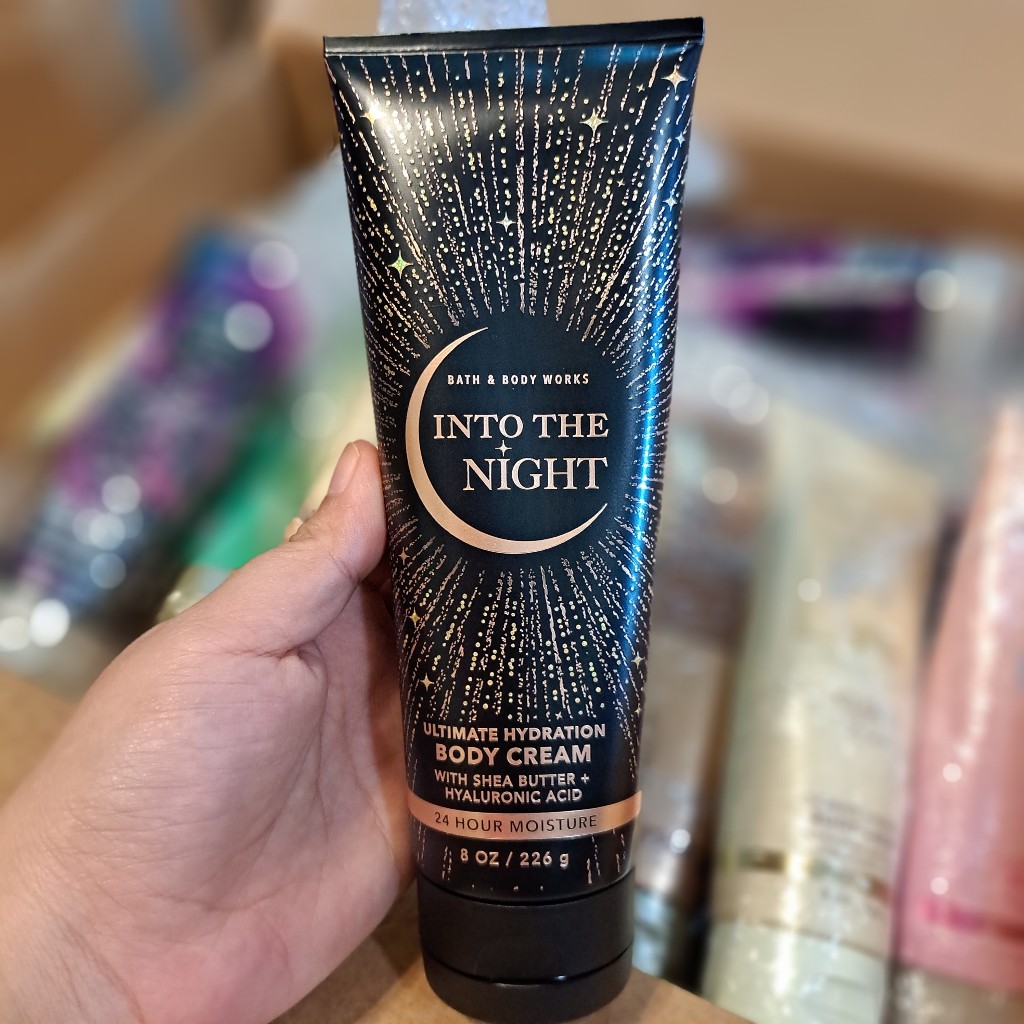 BATH & BODY WORKS
INTO THE
NIGHT
ULTIMATE HYDRATION
BODY CREAM
WITH SHEA BUTTER +
HYALURONIC ACID
24 HOUR MOISTURE
8 OZ / 226 g